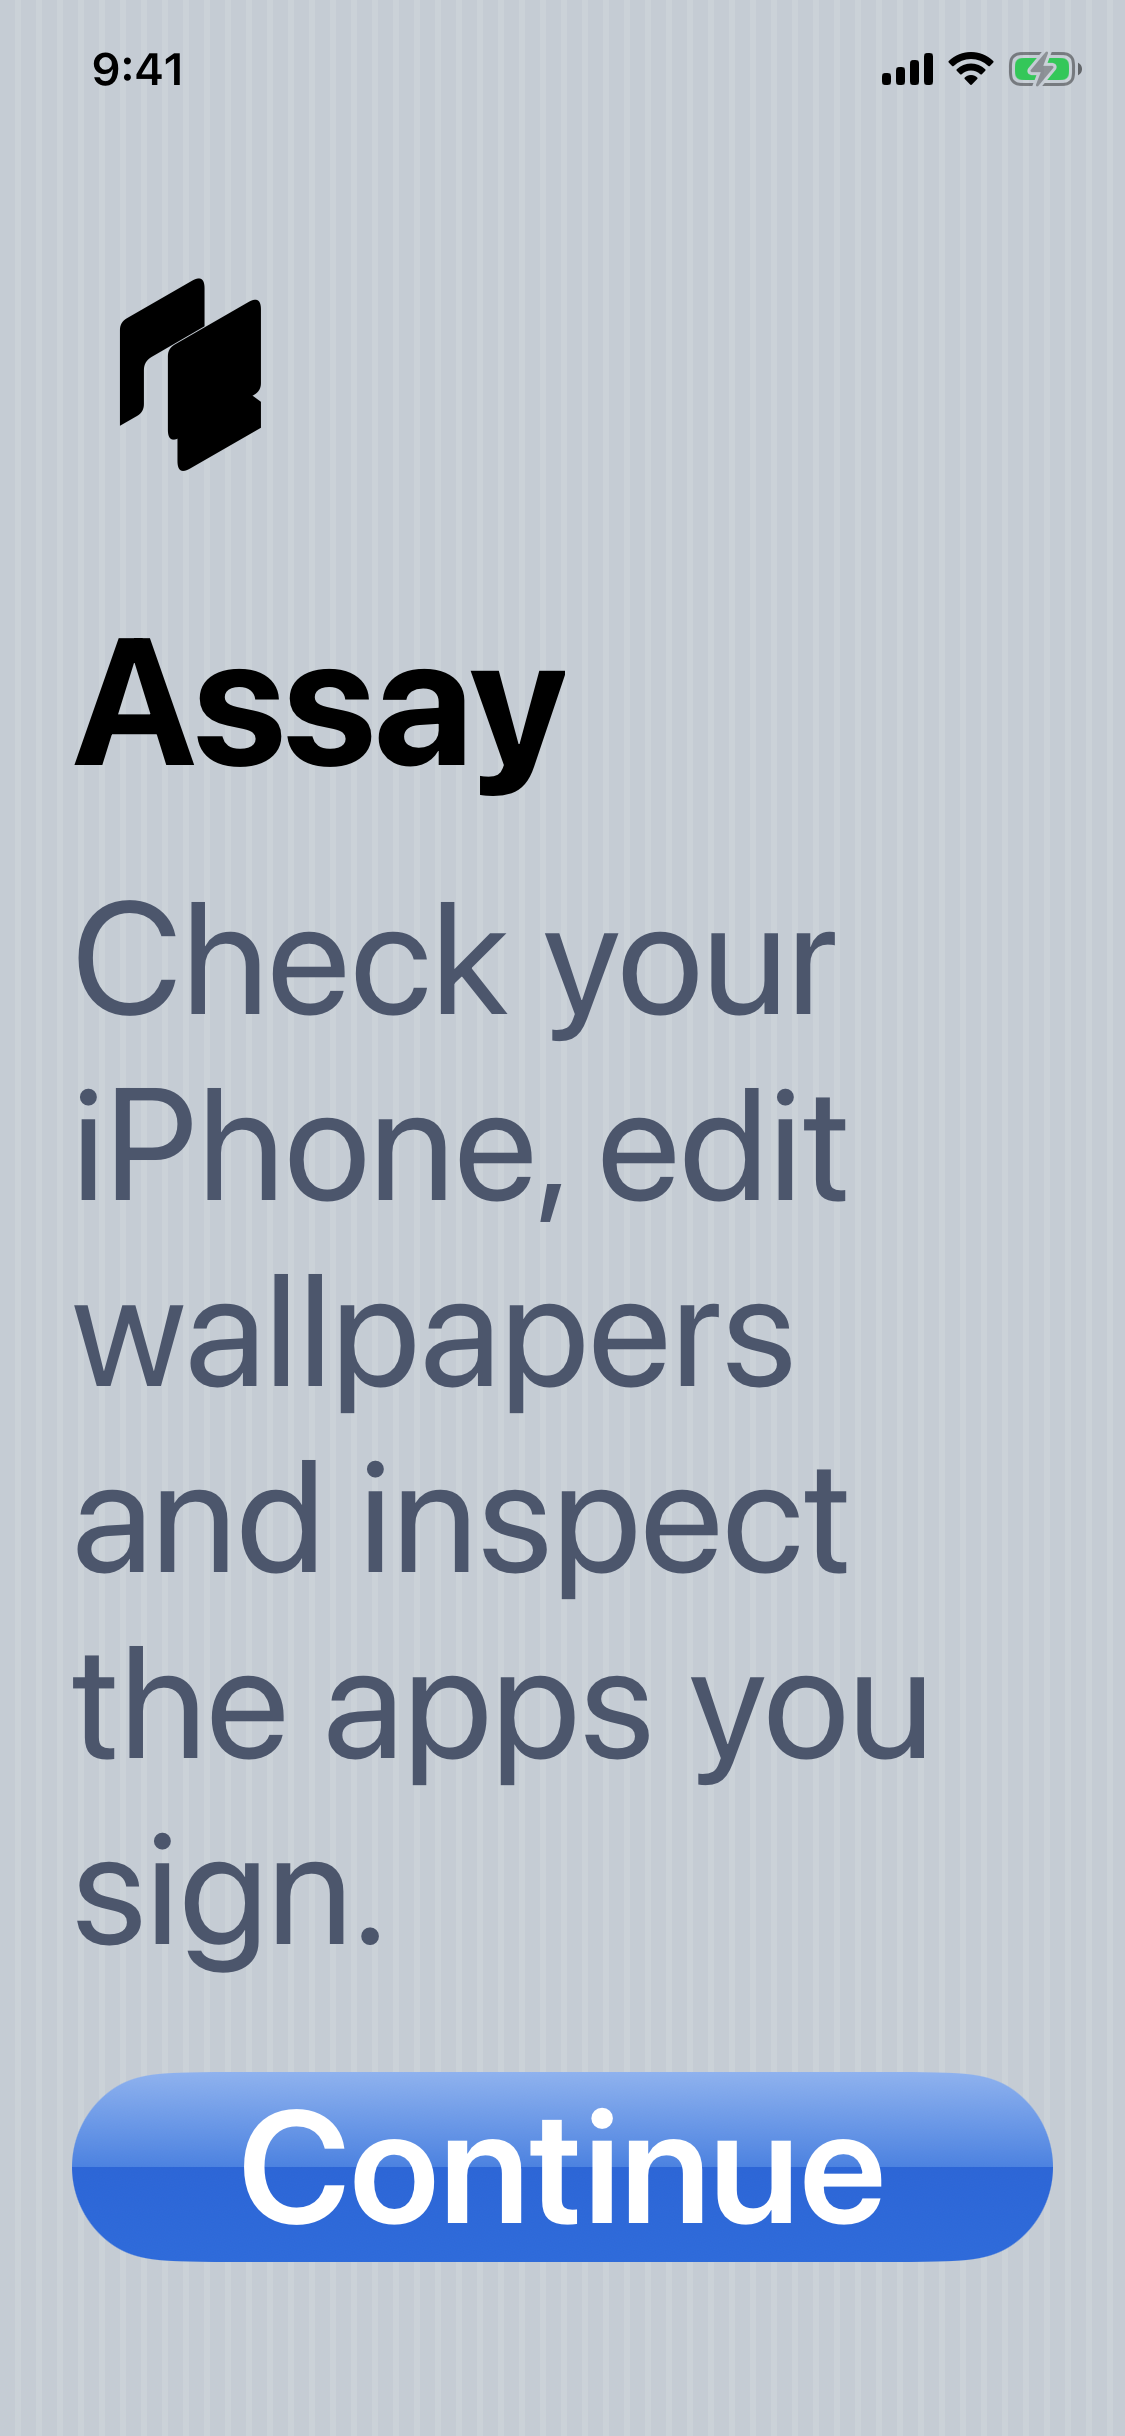 9:41
Assay
Check your
iPhone, edit
wallpapers
and inspect
the apps you
sign.
Continue